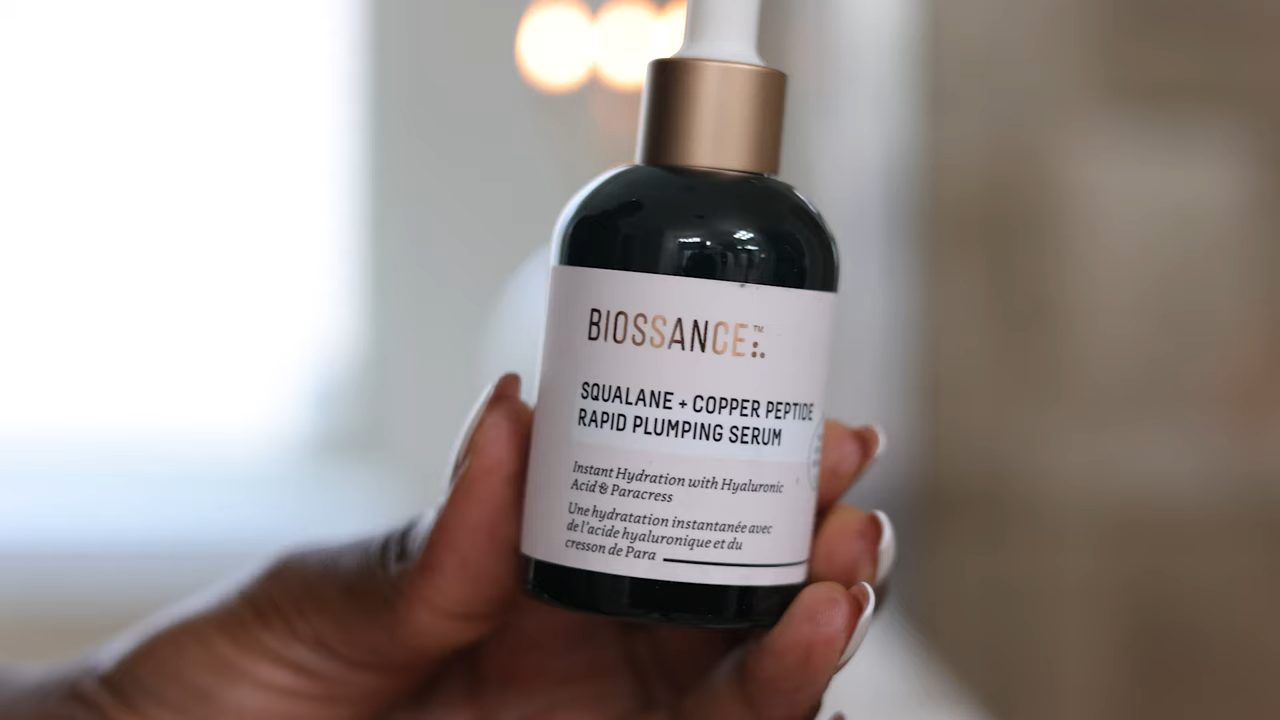 BIOSSANCE™
SQUALANE + COPPER PEPTIDE
RAPID PLUMPING SERUM
Instant Hydration with Hyaluronic
Acid & Paracress
Une hydratation instantanée avec
de l'acide hyaluronique et du
cresson de Para